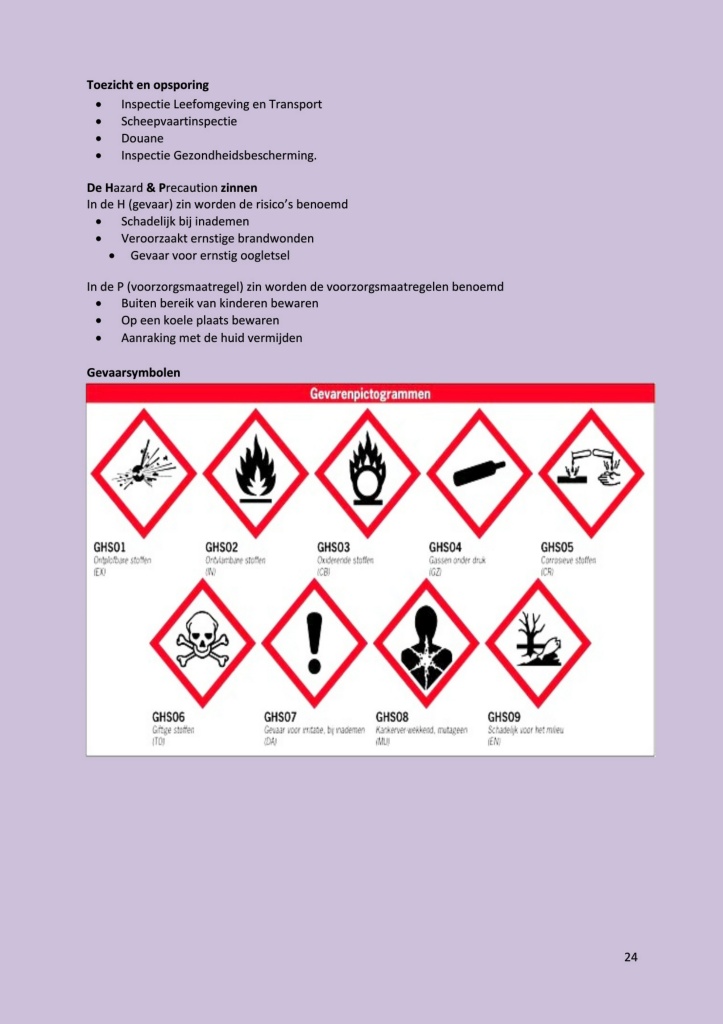 Toezicht en opsporing
• Inspectie Leefomgeving en Transport
• Scheepvaartinspectie
• Douane
• Inspectie Gezondheidsbescherming.
De Hazard & Precaution zinnen
In de H (gevaar) zin worden de risico's benoemd
• Schadelijk bij inademen
• Veroorzaakt ernstige brandwonden
• Gevaar voor ernstig oogletsel
In de P (voorzorgsmaatregel) zin worden de voorzorgsmaatregelen benoemd
• Buiten bereik van kinderen bewaren
• Op een koele plaats bewaren
• Aanraking met de huid vermijden
Gevaarsymbolen
Gevarenpictogrammen
GHS01 GHS02 GHS03 GHS04 GHS05
Ontplofbare stoffen Ontvlambare stoffen Oxiderende stoffen Gassen onder druk Corrosieve stoffen
(EX) (IN) (CB) (GZ) (CR)
GHS06 GHS07 GHS08 GHS09
Giftige stoffen Gevaar voor irritatie, bij inademen Kankerverwekkend, mutageen Schadelijk voor het milieu
(TO) (DA) (MU) (EN)
24